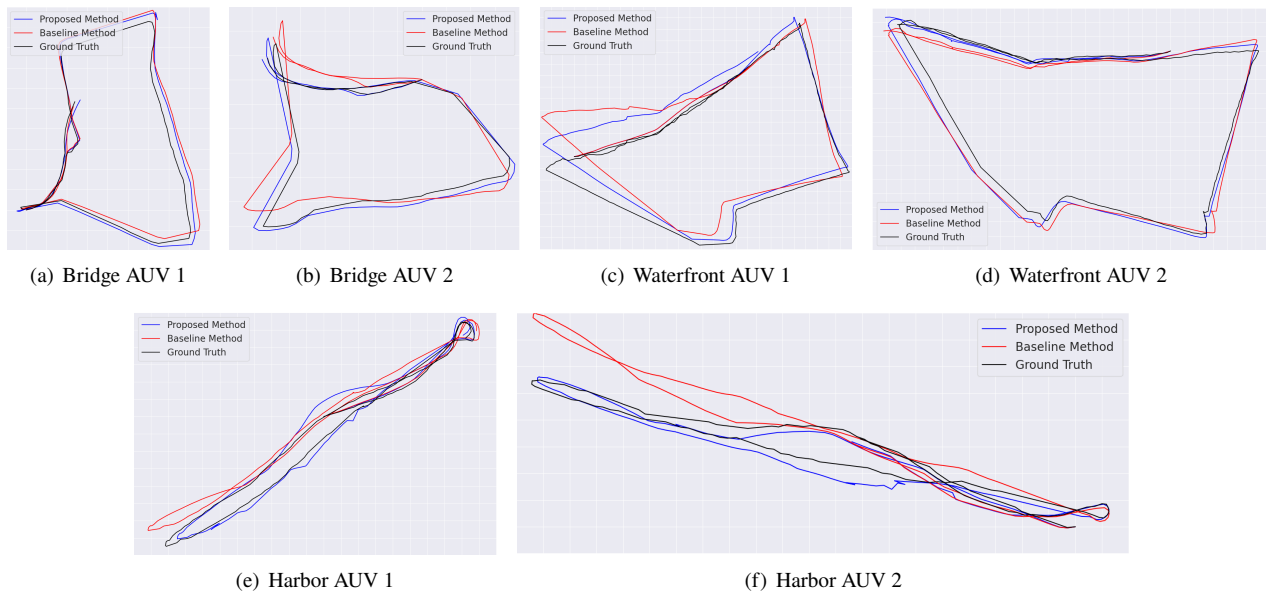 Proposed Method
Baseline Method
Ground Truth
Proposed Method
Baseline Method
Ground Truth
Proposed Method
Baseline Method
Ground Truth
Proposed Method
Baseline Method
Ground Truth
(a) Bridge AUV 1
(b) Bridge AUV 2
(c) Waterfront AUV 1
(d) Waterfront AUV 2
Proposed Method
Baseline Method
Ground Truth
Proposed Method
Baseline Method
Ground Truth
(e) Harbor AUV 1
(f) Harbor AUV 2